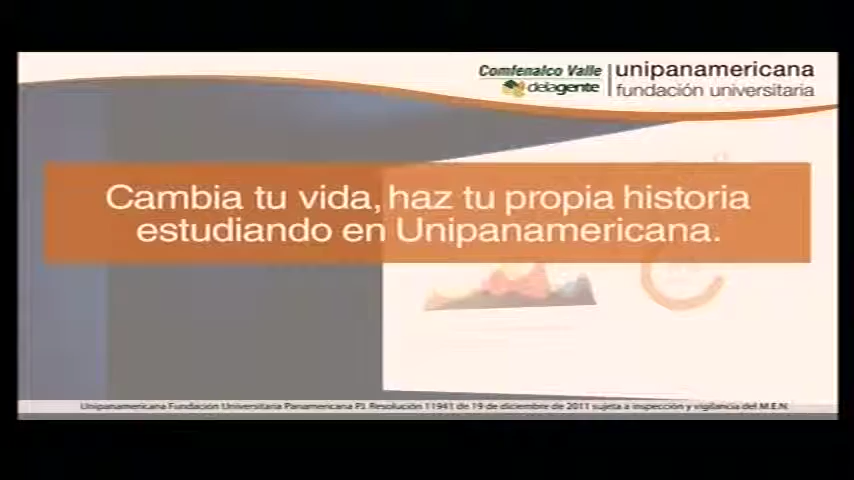 Comfenalco Valle
delagente
unipanamericana
fundación universitaria
Cambia tu vida, haz tu propia historia
estudiando en Unipanamericana.
Unipanamericana Fundación Universitaria Panamericana P.J. Resolución 11941 de 19 de diciembre de 2011 sujeta a inspección y vigilancia del M.E.N.